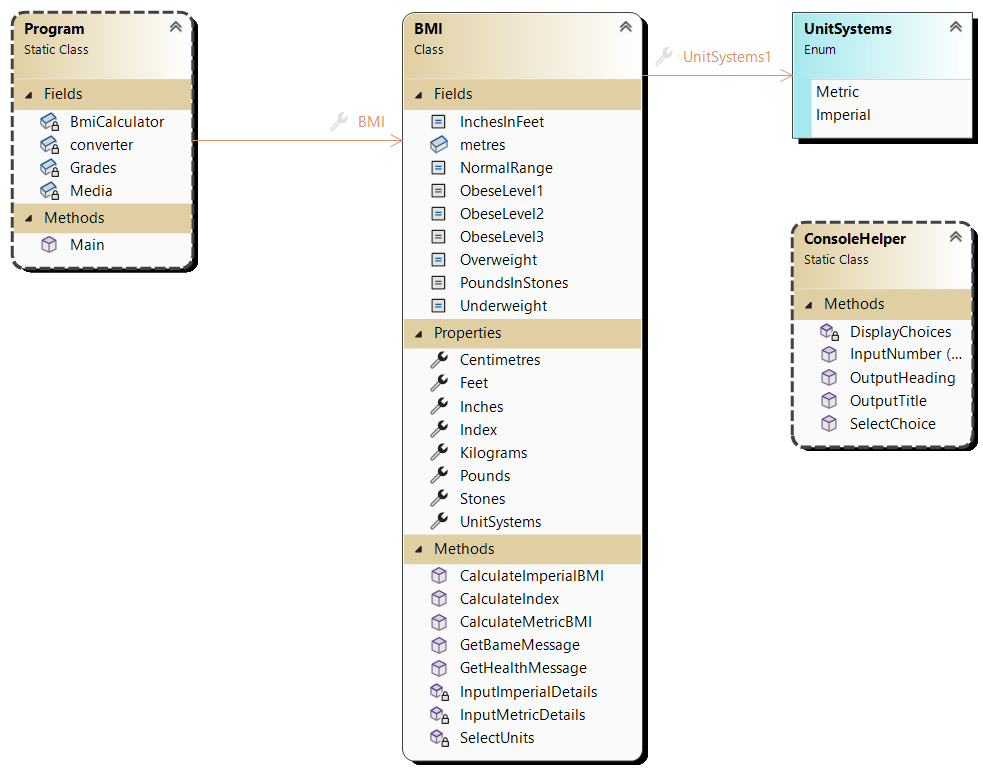 Program
Static Class
Fields
BmiCalculator
converter
Grades
Media
Methods
Main
BMI
BMI
Class
Fields
InchesInFeet
metres
NormalRange
ObeseLevel1
ObeseLevel2
ObeseLevel3
Overweight
PoundsInStones
Underweight
Properties
Centimetres
Feet
Inches
Index
Kilograms
Pounds
Stones
UnitSystems
Methods
CalculateImperialBMI
CalculateIndex
CalculateMetricBMI
GetBameMessage
GetHealthMessage
InputImperialDetails
InputMetricDetails
SelectUnits
UnitSystems1
UnitSystems
Enum
Metric
Imperial
ConsoleHelper
Static Class
Methods
DisplayChoices
InputNumber (...
OutputHeading
OutputTitle
SelectChoice